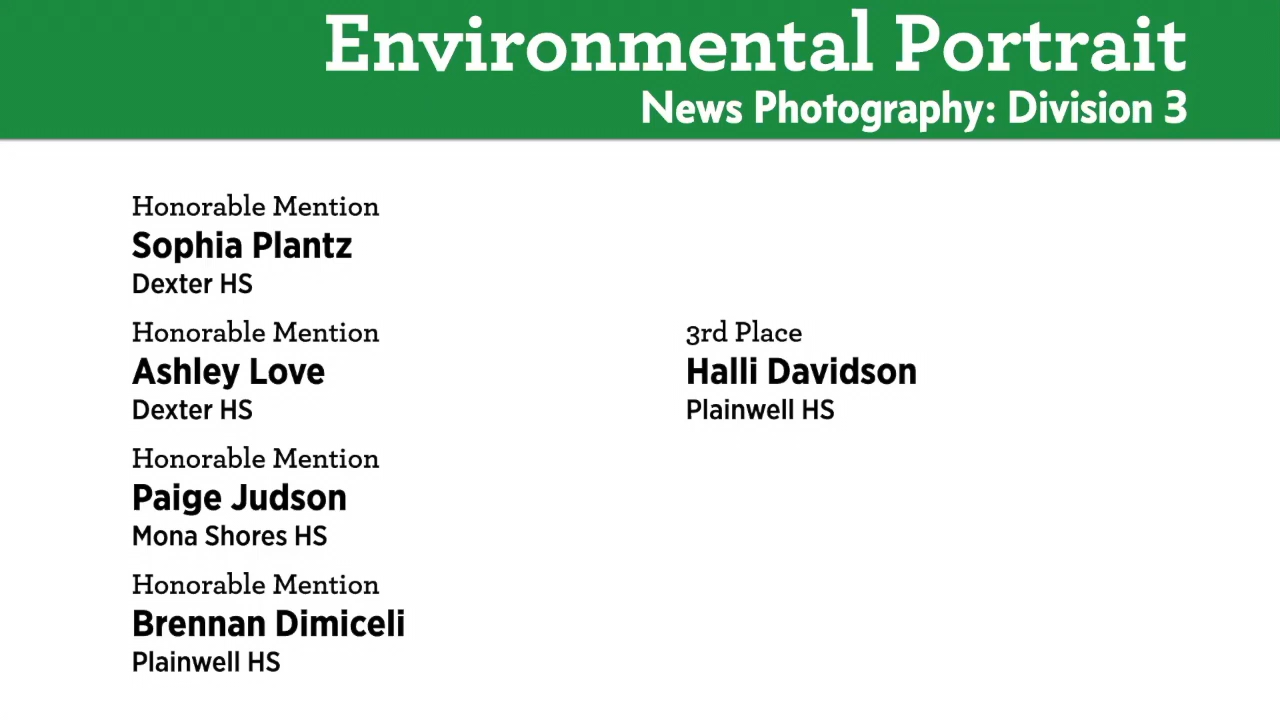 Environmental Portrait
News Photography: Division 3
Honorable Mention
Sophia Plantz
Dexter HS
Honorable Mention
Ashley Love
Dexter HS
Honorable Mention
Paige Judson
Mona Shores HS
Honorable Mention
Brennan Dimiceli
Plainwell HS
3rd Place
Halli Davidson
Plainwell HS